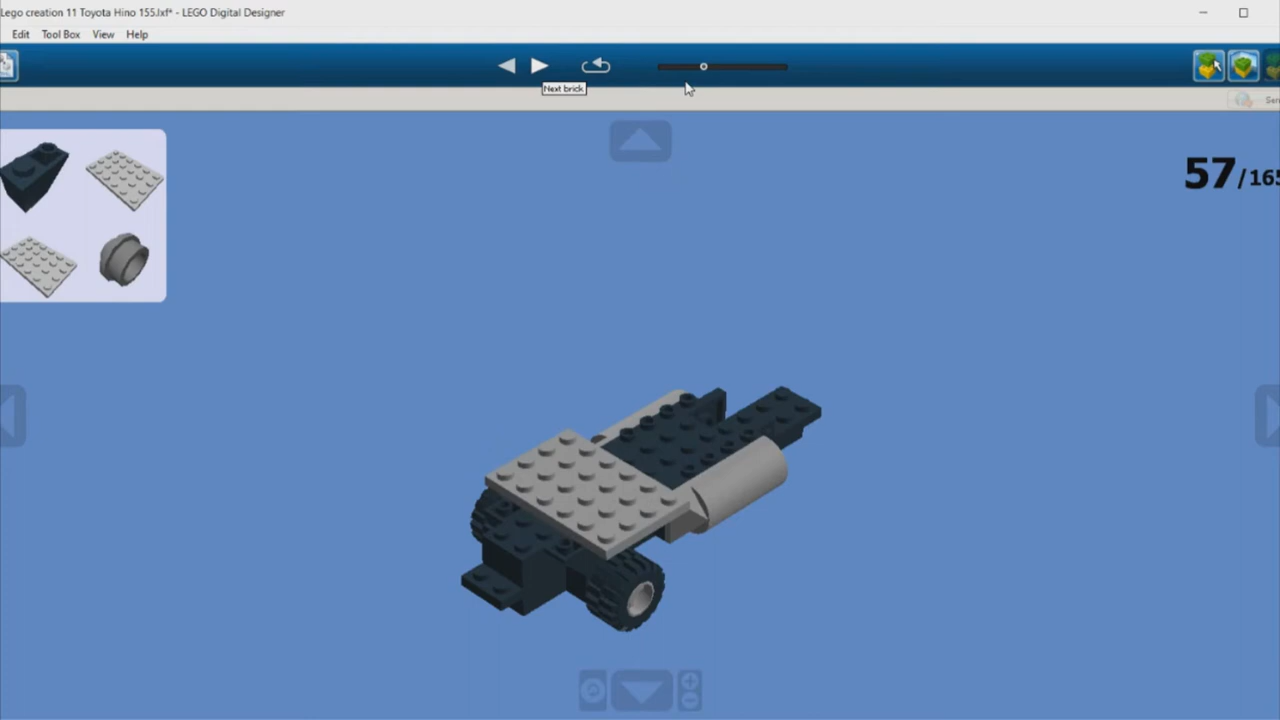 Lego creation 11 Toyota Hino 155.lxf* - LEGO Digital Designer
Edit Tool Box View Help
Next brick
57/165